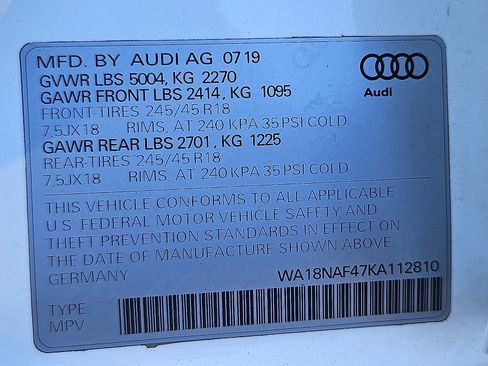 MFD. BY AUDI AG 07 19
GVWR LBS 5004, KG 2270
GAWR FRONT LBS 2414, KG 1095
FRONT-TIRES 245/45 R18
7,5JX18 RIMS, AT 240 KPA 35 PSI COLD
GAWR REAR LBS 2701, KG 1225
REAR-TIRES 245/45 R18
7,5JX18 RIMS, AT 240 KPA 35 PSI COLD
Audi
THIS VEHICLE CONFORMS TO ALL APPLICABLE
U.S. FEDERAL MOTOR VEHICLE SAFETY AND
THEFT PREVENTION STANDARDS IN EFFECT ON
THE DATE OF MANUFACTURE SHOWN ABOVE
GERMANY WA18NAF47KA112810
TYPE:
MPV